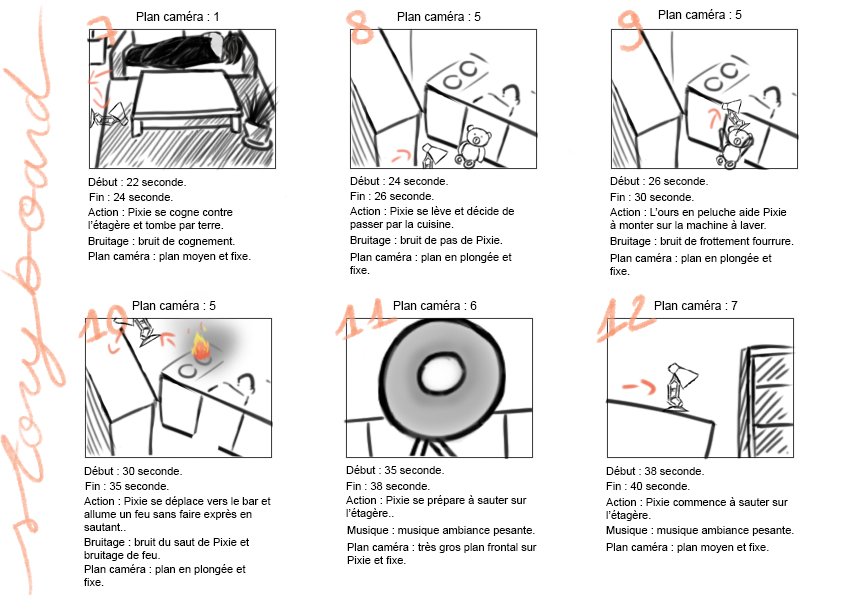 story board
7
Plan caméra : 1
Début : 22 seconde.
Fin : 24 seconde.
Action : Pixie se cogne contre
l'étagère et tombe par terre.
Bruitage : bruit de cognement.
Plan caméra : plan moyen et fixe.
8
Plan caméra : 5
Début : 24 seconde.
Fin : 26 seconde.
Action : Pixie se lève et décide de
passer par la cuisine.
Bruitage : bruit de pas de Pixie.
Plan caméra : plan en plongée et
fixe.
9
Plan caméra : 5
Début : 26 seconde.
Fin : 30 seconde.
Action : L'ours en peluche aide Pixie
à monter sur la machine à laver.
Bruitage : bruit de frottement fourrure.
Plan caméra : plan en plongée et
fixe.
10
Plan caméra : 5
Début : 30 seconde.
Fin : 35 seconde.
Action : Pixie se déplace vers le bar et
allume un feu sans faire exprès en
sautant..
Bruitage : bruit du saut de Pixie et
bruitage de feu.
Plan caméra : plan en plongée et
fixe.
11
Plan caméra : 6
Début : 35 seconde.
Fin : 38 seconde.
Action : Pixie se prépare à sauter sur
l'étagère..
Musique : musique ambiance pesante.
Plan caméra : très gros plan frontal sur
Pixie et fixe.
12
Plan caméra : 7
Début : 38 seconde.
Fin : 40 seconde.
Action : Pixie commence à sauter sur
l'étagère.
Musique : musique ambiance pesante.
Plan caméra : plan moyen et fixe.